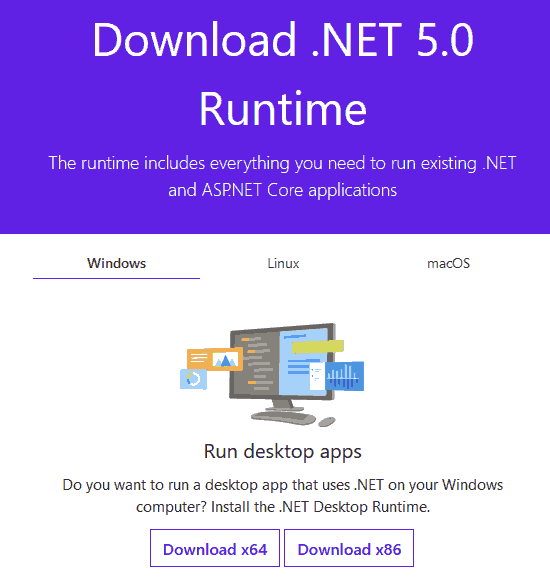 Download .NET 5.0
Runtime
The runtime includes everything you need to run existing .NET
and ASP.NET Core applications
Windows
Linux
macOS
Run desktop apps
Do you want to run a desktop app that uses .NET on your Windows
computer? Install the .NET Desktop Runtime.
Download x64
Download x86